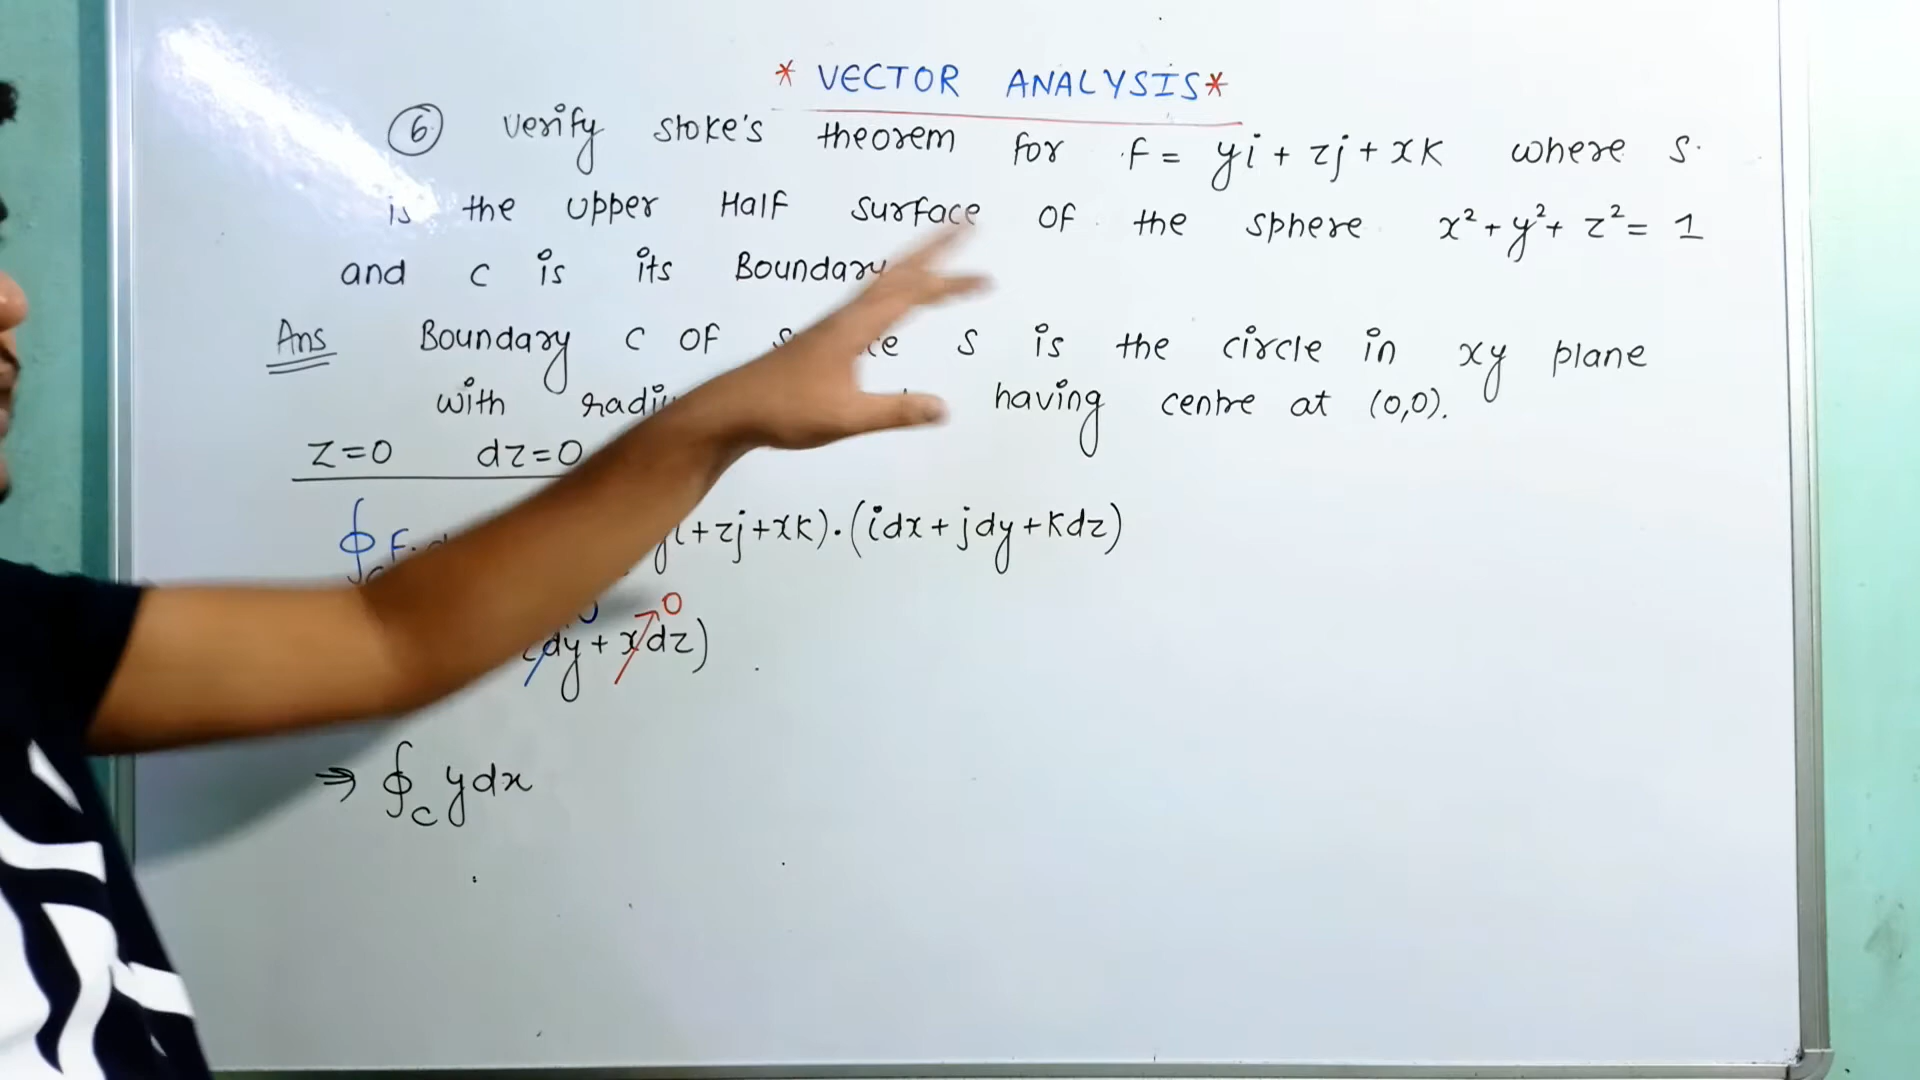 * VECTOR ANALYSIS *
⑥ Verify stoke's theorem for F = yi + zj + xk where S
is the upper Half surface of the sphere x² + y² + z² = 1
and C is its Boundary
Ans Boundary C of S is the circle in xy plane
with having centre at (0,0).
z=0 dz=0
∮c F. i+zj+xk).(idx+jdy+kdz)
dy + xdz) 0
⇒ ∮c ydx